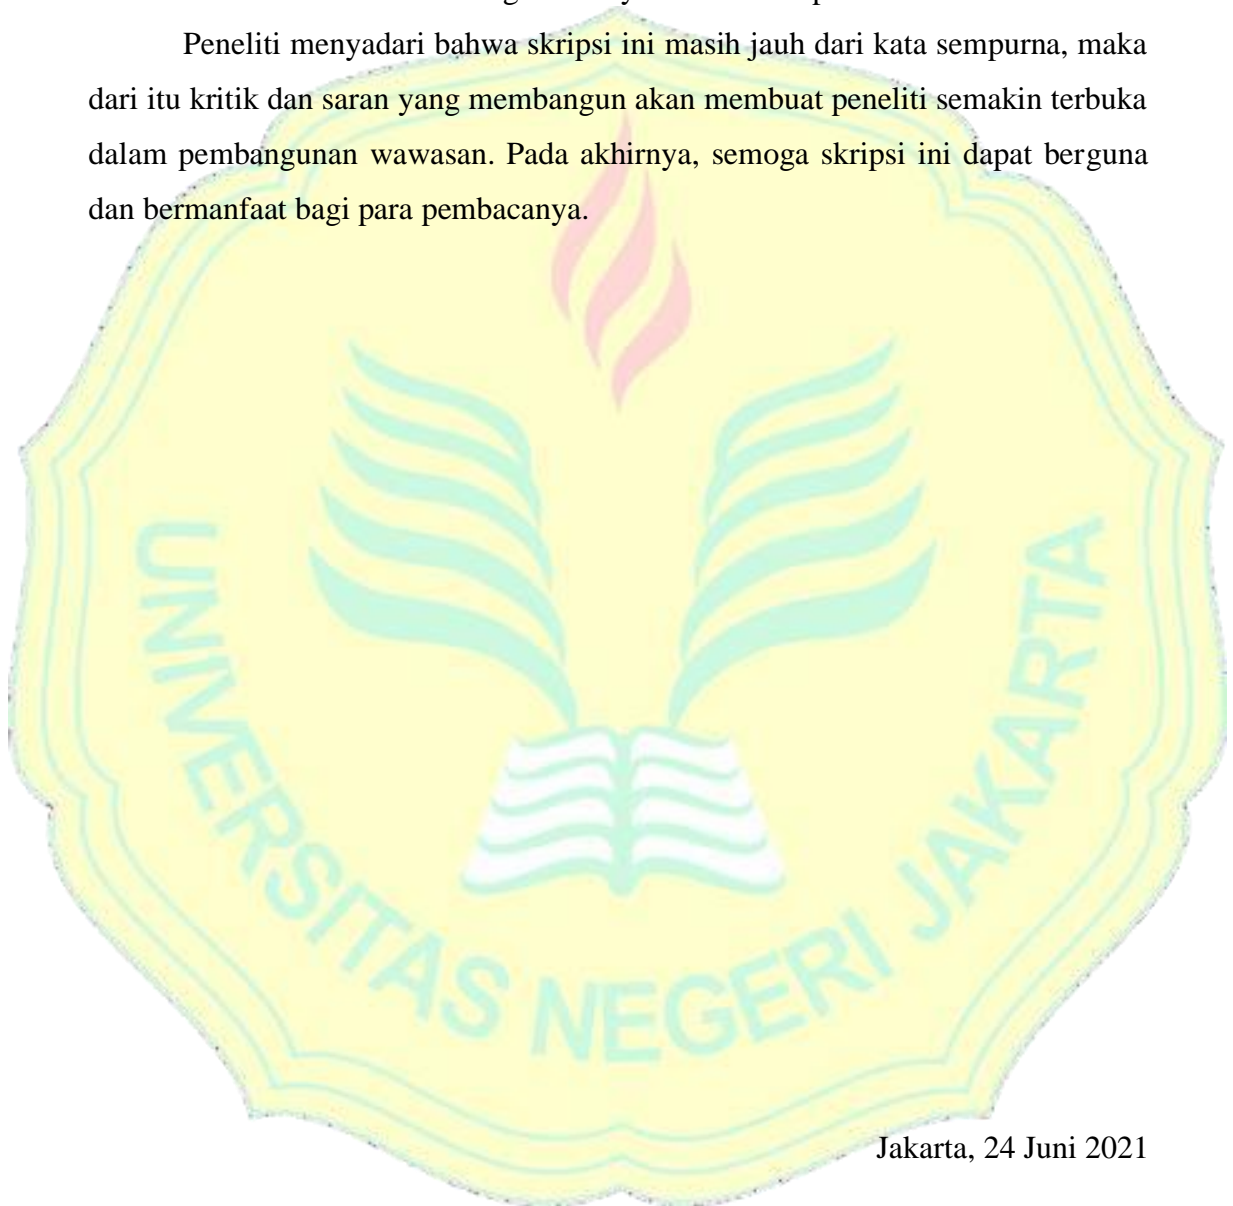 Peneliti menyadari bahwa skripsi ini masih jauh dari kata sempurna, maka
dari itu kritik dan saran yang membangun akan membuat peneliti semakin terbuka
dalam pembangunan wawasan. Pada akhirnya, semoga skripsi ini dapat berguna
dan bermanfaat bagi para pembacanya.
UNIVERSITAS NEGERI JAKARTA
Jakarta, 24 Juni 2021